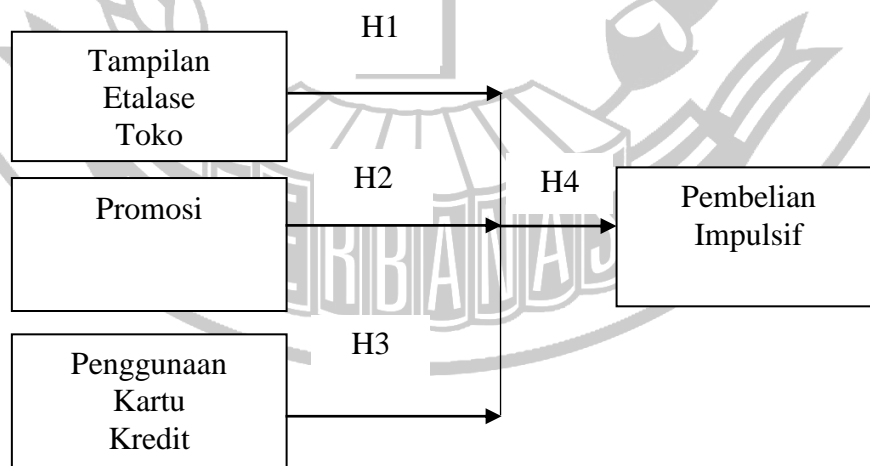 H1
Tampilan
Etalase
Toko
H2
H4
Promosi
Pembelian
Impulsif
H3
Penggunaan
Kartu
Kredit